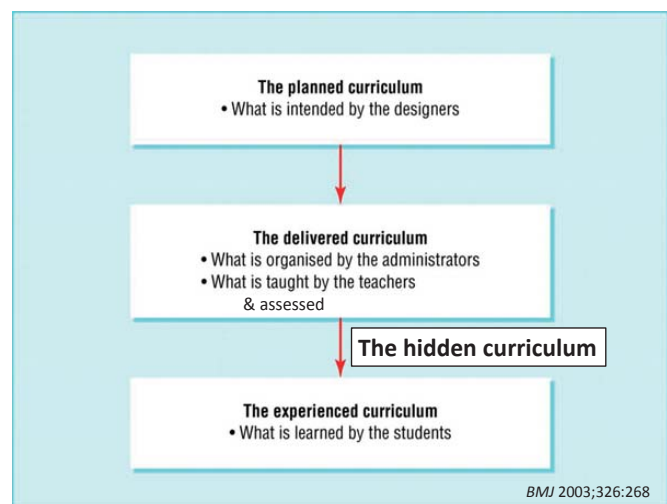 The planned curriculum
• What is intended by the designers
The delivered curriculum
• What is organised by the administrators
• What is taught by the teachers
& assessed
The hidden curriculum
The experienced curriculum
• What is learned by the students
BMJ 2003;326:268